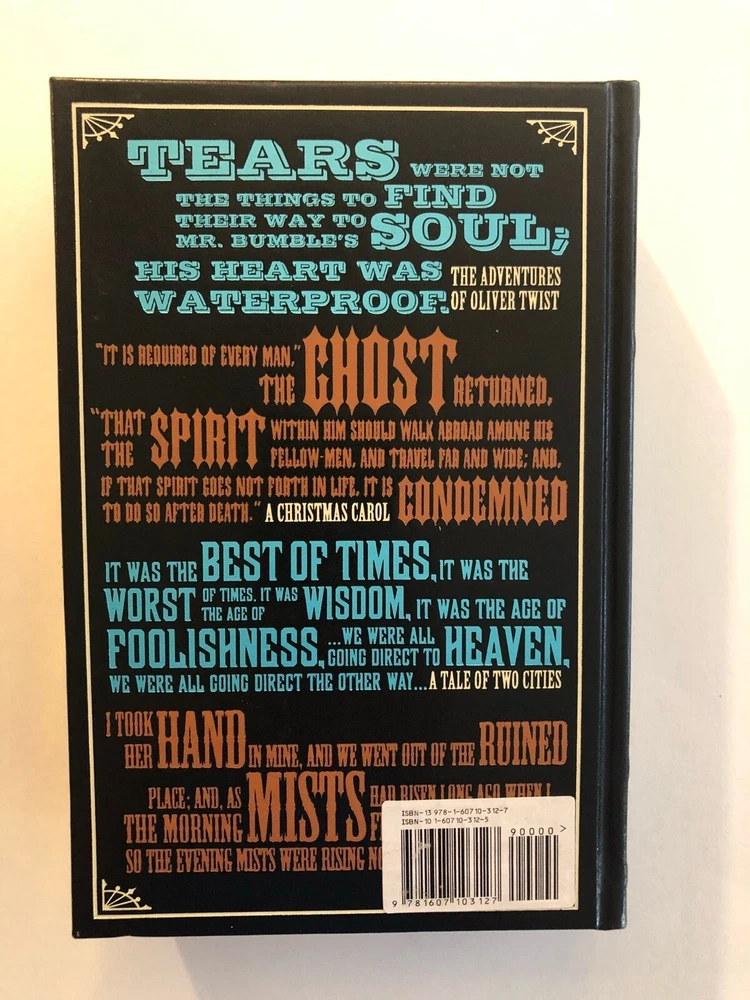 TEARS WERE NOT
THE THINGS TO FIND
THEIR WAY TO
MR. BUMBLE'S SOUL;
HIS HEART WAS
WATERPROOF.
THE ADVENTURES
OF OLIVER TWIST
"IT IS REQUIRED OF EVERY MAN,"
THE GHOST RETURNED,
"THAT
THE SPIRIT WITHIN HIM SHOULD WALK ABROAD AMONG HIS
FELLOW-MEN, AND TRAVEL FAR AND WIDE; AND,
IF THAT SPIRIT GOES NOT FORTH IN LIFE, IT IS CONDEMNED
TO DO SO AFTER DEATH." A CHRISTMAS CAROL
IT WAS THE BEST OF TIMES, IT WAS THE
WORST OF TIMES, IT WAS
THE AGE OF WISDOM, IT WAS THE AGE OF
FOOLISHNESS, ...WE WERE ALL
GOING DIRECT TO HEAVEN,
WE WERE ALL GOING DIRECT THE OTHER WAY... A TALE OF TWO CITIES
I TOOK
HER HAND IN MINE, AND WE WENT OUT OF THE RUINED
PLACE; AND, AS MISTS HAD RISEN LONG AGO WHEN I
THE MORNING
SO THE EVENING MISTS WERE RISING
ISBN-13 978-1-60710-312-7
ISBN-10 1-60710-312-5
90000>
9 781607 103127